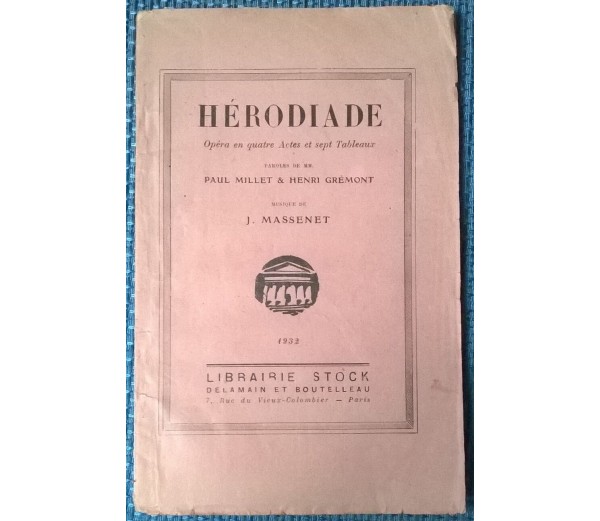 HÉRODIADE
Opéra en quatre Actes et sept Tableaux
PAROLES DE MM.
PAUL MILLET & HENRI GRÉMONT
MUSIQUE DE
J. MASSENET
1932
LIBRAIRIE STOCK
DELAMAIN ET BOUTELLEAU
7, Rue du Vieux-Colombier — Paris